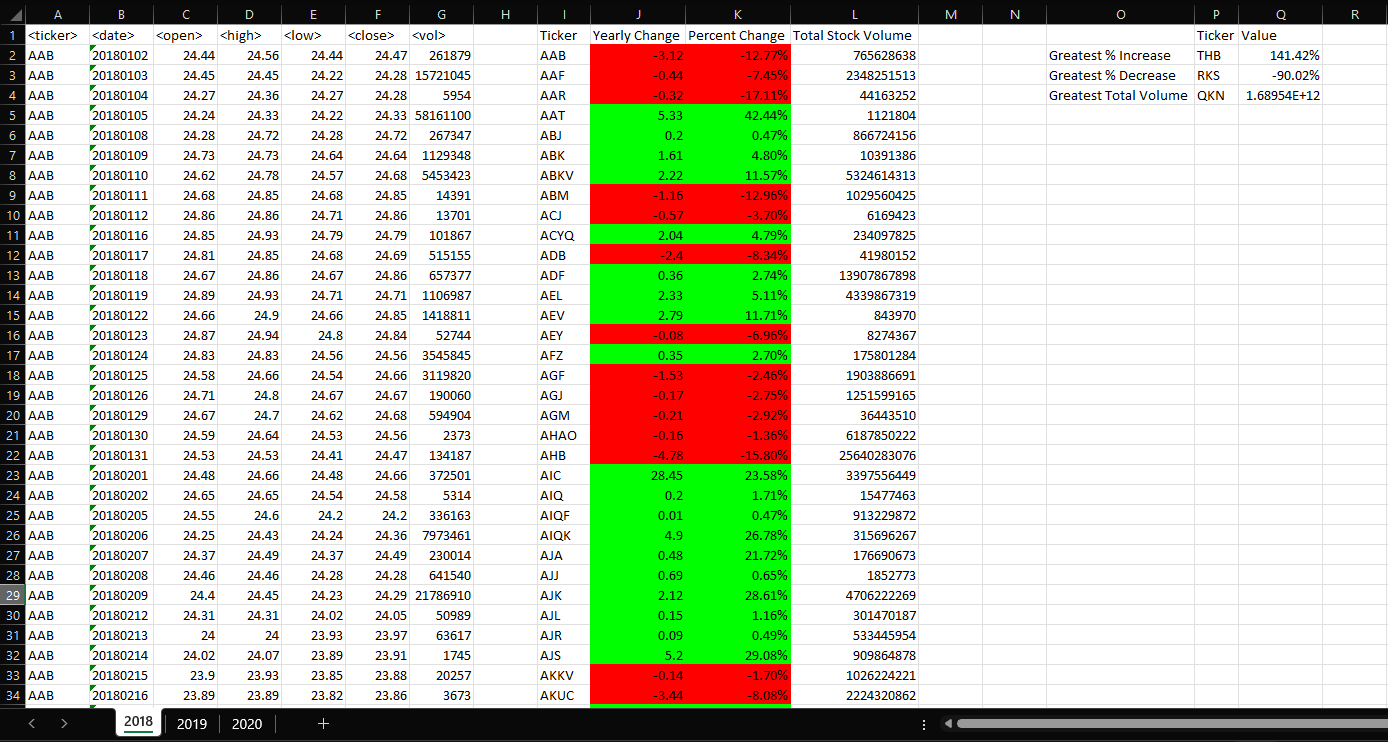 A B C D E F G H I J K L M N O P Q R
1 <ticker> <date> <open> <high> <low> <close> <vol> Ticker Yearly Change Percent Change Total Stock Volume Ticker Value
2 AAB 20180102 24.44 24.56 24.44 24.47 261879 AAB -3.12 -12.77% 765628638 Greatest % Increase THB 141.42%
3 AAB 20180103 24.45 24.45 24.22 24.28 15721045 AAF -0.44 -7.45% 2348251513 Greatest % Decrease RKS -90.02%
4 AAB 20180104 24.27 24.36 24.27 24.28 5954 AAR -0.32 -17.11% 44163252 Greatest Total Volume QKN 1.68954E+12
5 AAB 20180105 24.24 24.33 24.22 24.33 58161100 AAT 5.33 42.44% 1121804
6 AAB 20180108 24.28 24.72 24.28 24.72 267347 ABJ 0.2 0.47% 866724156
7 AAB 20180109 24.73 24.73 24.64 24.64 1129348 ABK 1.61 4.80% 10391386
8 AAB 20180110 24.62 24.78 24.57 24.68 5453423 ABKV 2.22 11.57% 5324614313
9 AAB 20180111 24.68 24.85 24.68 24.85 14391 ABM -1.16 -12.96% 1029560425
10 AAB 20180112 24.86 24.86 24.71 24.86 13701 ACJ -0.57 -3.70% 6169423
11 AAB 20180116 24.85 24.93 24.79 24.79 101867 ACYQ 2.04 4.79% 234097825
12 AAB 20180117 24.81 24.85 24.68 24.69 515155 ADB -2.4 -8.34% 41980152
13 AAB 20180118 24.67 24.86 24.67 24.86 657377 ADF 0.36 2.74% 13907867898
14 AAB 20180119 24.89 24.93 24.71 24.71 1106987 AEL 2.33 5.11% 4339867319
15 AAB 20180122 24.66 24.9 24.66 24.85 1418811 AEV 2.79 11.71% 843970
16 AAB 20180123 24.87 24.94 24.8 24.84 52744 AEY -0.08 -6.96% 8274367
17 AAB 20180124 24.83 24.83 24.56 24.56 3545845 AFZ 0.35 2.70% 175801284
18 AAB 20180125 24.58 24.66 24.54 24.66 3119820 AGF -1.53 -2.46% 1903886691
19 AAB 20180126 24.71 24.8 24.67 24.67 190060 AGJ -0.17 -2.75% 1251599165
20 AAB 20180129 24.67 24.7 24.62 24.68 594904 AGM -0.21 -2.92% 36443510
21 AAB 20180130 24.59 24.64 24.53 24.56 2373 AHAO -0.16 -1.36% 6187850222
22 AAB 20180131 24.53 24.53 24.41 24.47 134187 AHB -4.78 -15.80% 25640283076
23 AAB 20180201 24.48 24.66 24.48 24.66 372501 AIC 28.45 23.58% 3397556449
24 AAB 20180202 24.65 24.65 24.54 24.58 5314 AIQ 0.2 1.71% 15477463
25 AAB 20180205 24.55 24.6 24.2 24.2 336163 AIQF 0.01 0.47% 913229872
26 AAB 20180206 24.25 24.43 24.24 24.36 7973461 AIQK 4.9 26.78% 315696267
27 AAB 20180207 24.37 24.49 24.37 24.49 230014 AJA 0.48 21.72% 176690673
28 AAB 20180208 24.46 24.46 24.28 24.28 641540 AJJ 0.69 0.65% 1852773
29 AAB 20180209 24.4 24.45 24.23 24.29 21786910 AJK 2.12 28.61% 4706222269
30 AAB 20180212 24.31 24.31 24.02 24.05 50989 AJL 0.15 1.16% 301470187
31 AAB 20180213 24 24 23.93 23.97 63617 AJR 0.09 0.49% 533445954
32 AAB 20180214 24.02 24.07 23.89 23.91 1745 AJS 5.2 29.08% 909864878
33 AAB 20180215 23.9 23.93 23.85 23.88 20257 AKKV -0.14 -1.70% 1026224221
34 AAB 20180216 23.89 23.89 23.82 23.86 3673 AKUC -3.44 -8.08% 2224320862
2018 2019 2020